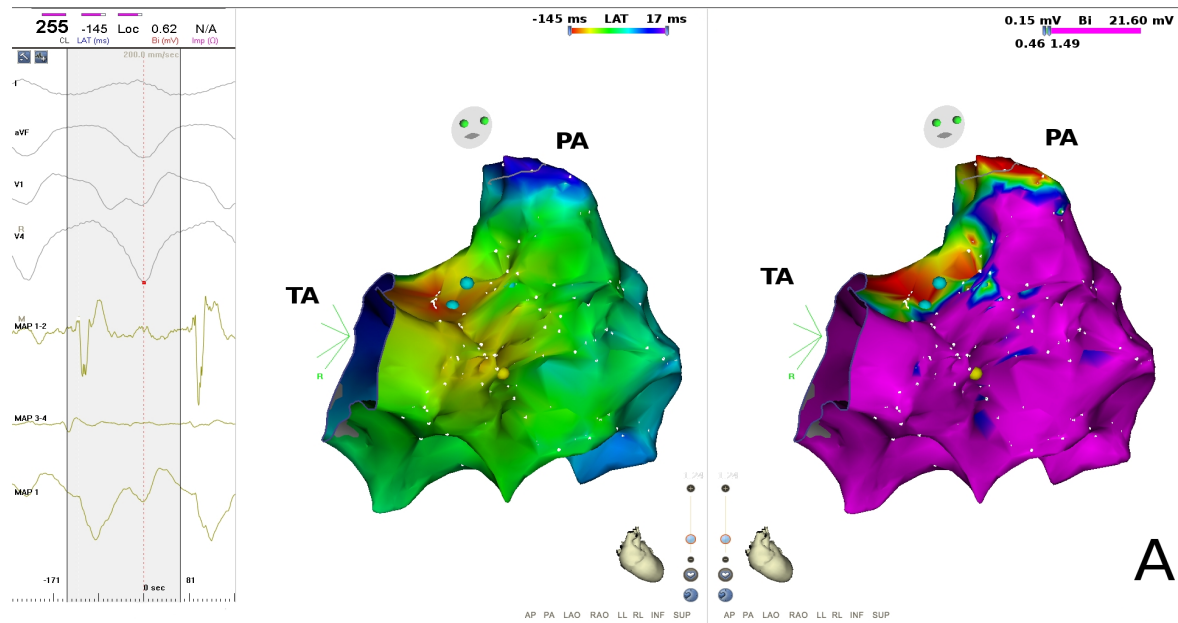 255 -145 Loc 0.62 N/A
CL LAT (ms) Bi (mV) Imp (Ω)
200.0 mm/sec
I
aVF
V1
R
V4
M
MAP 1-2
MAP 3-4
MAP 1
-171 0 sec 81
-145 ms LAT 17 ms
PA
TA
R
AP PA LAO RAO LL RL INF SUP
0.15 mV Bi 21.60 mV
0.46 1.49
PA
TA
R
A
AP PA LAO RAO LL RL INF SUP